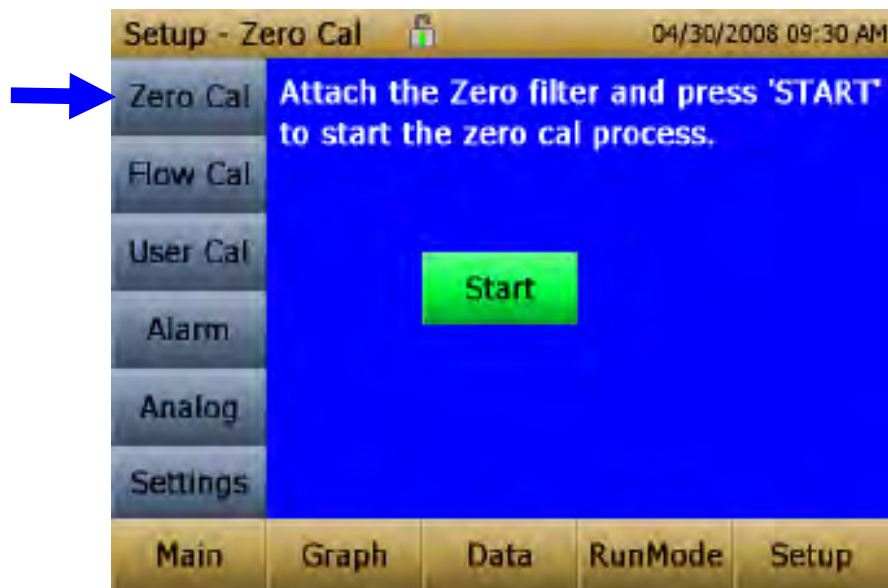 Setup - Zero Cal 04/30/2008 09:30 AM
Zero Cal
Flow Cal
User Cal
Alarm
Analog
Settings
Attach the Zero filter and press 'START'
to start the zero cal process.
Start
Main Graph Data RunMode Setup